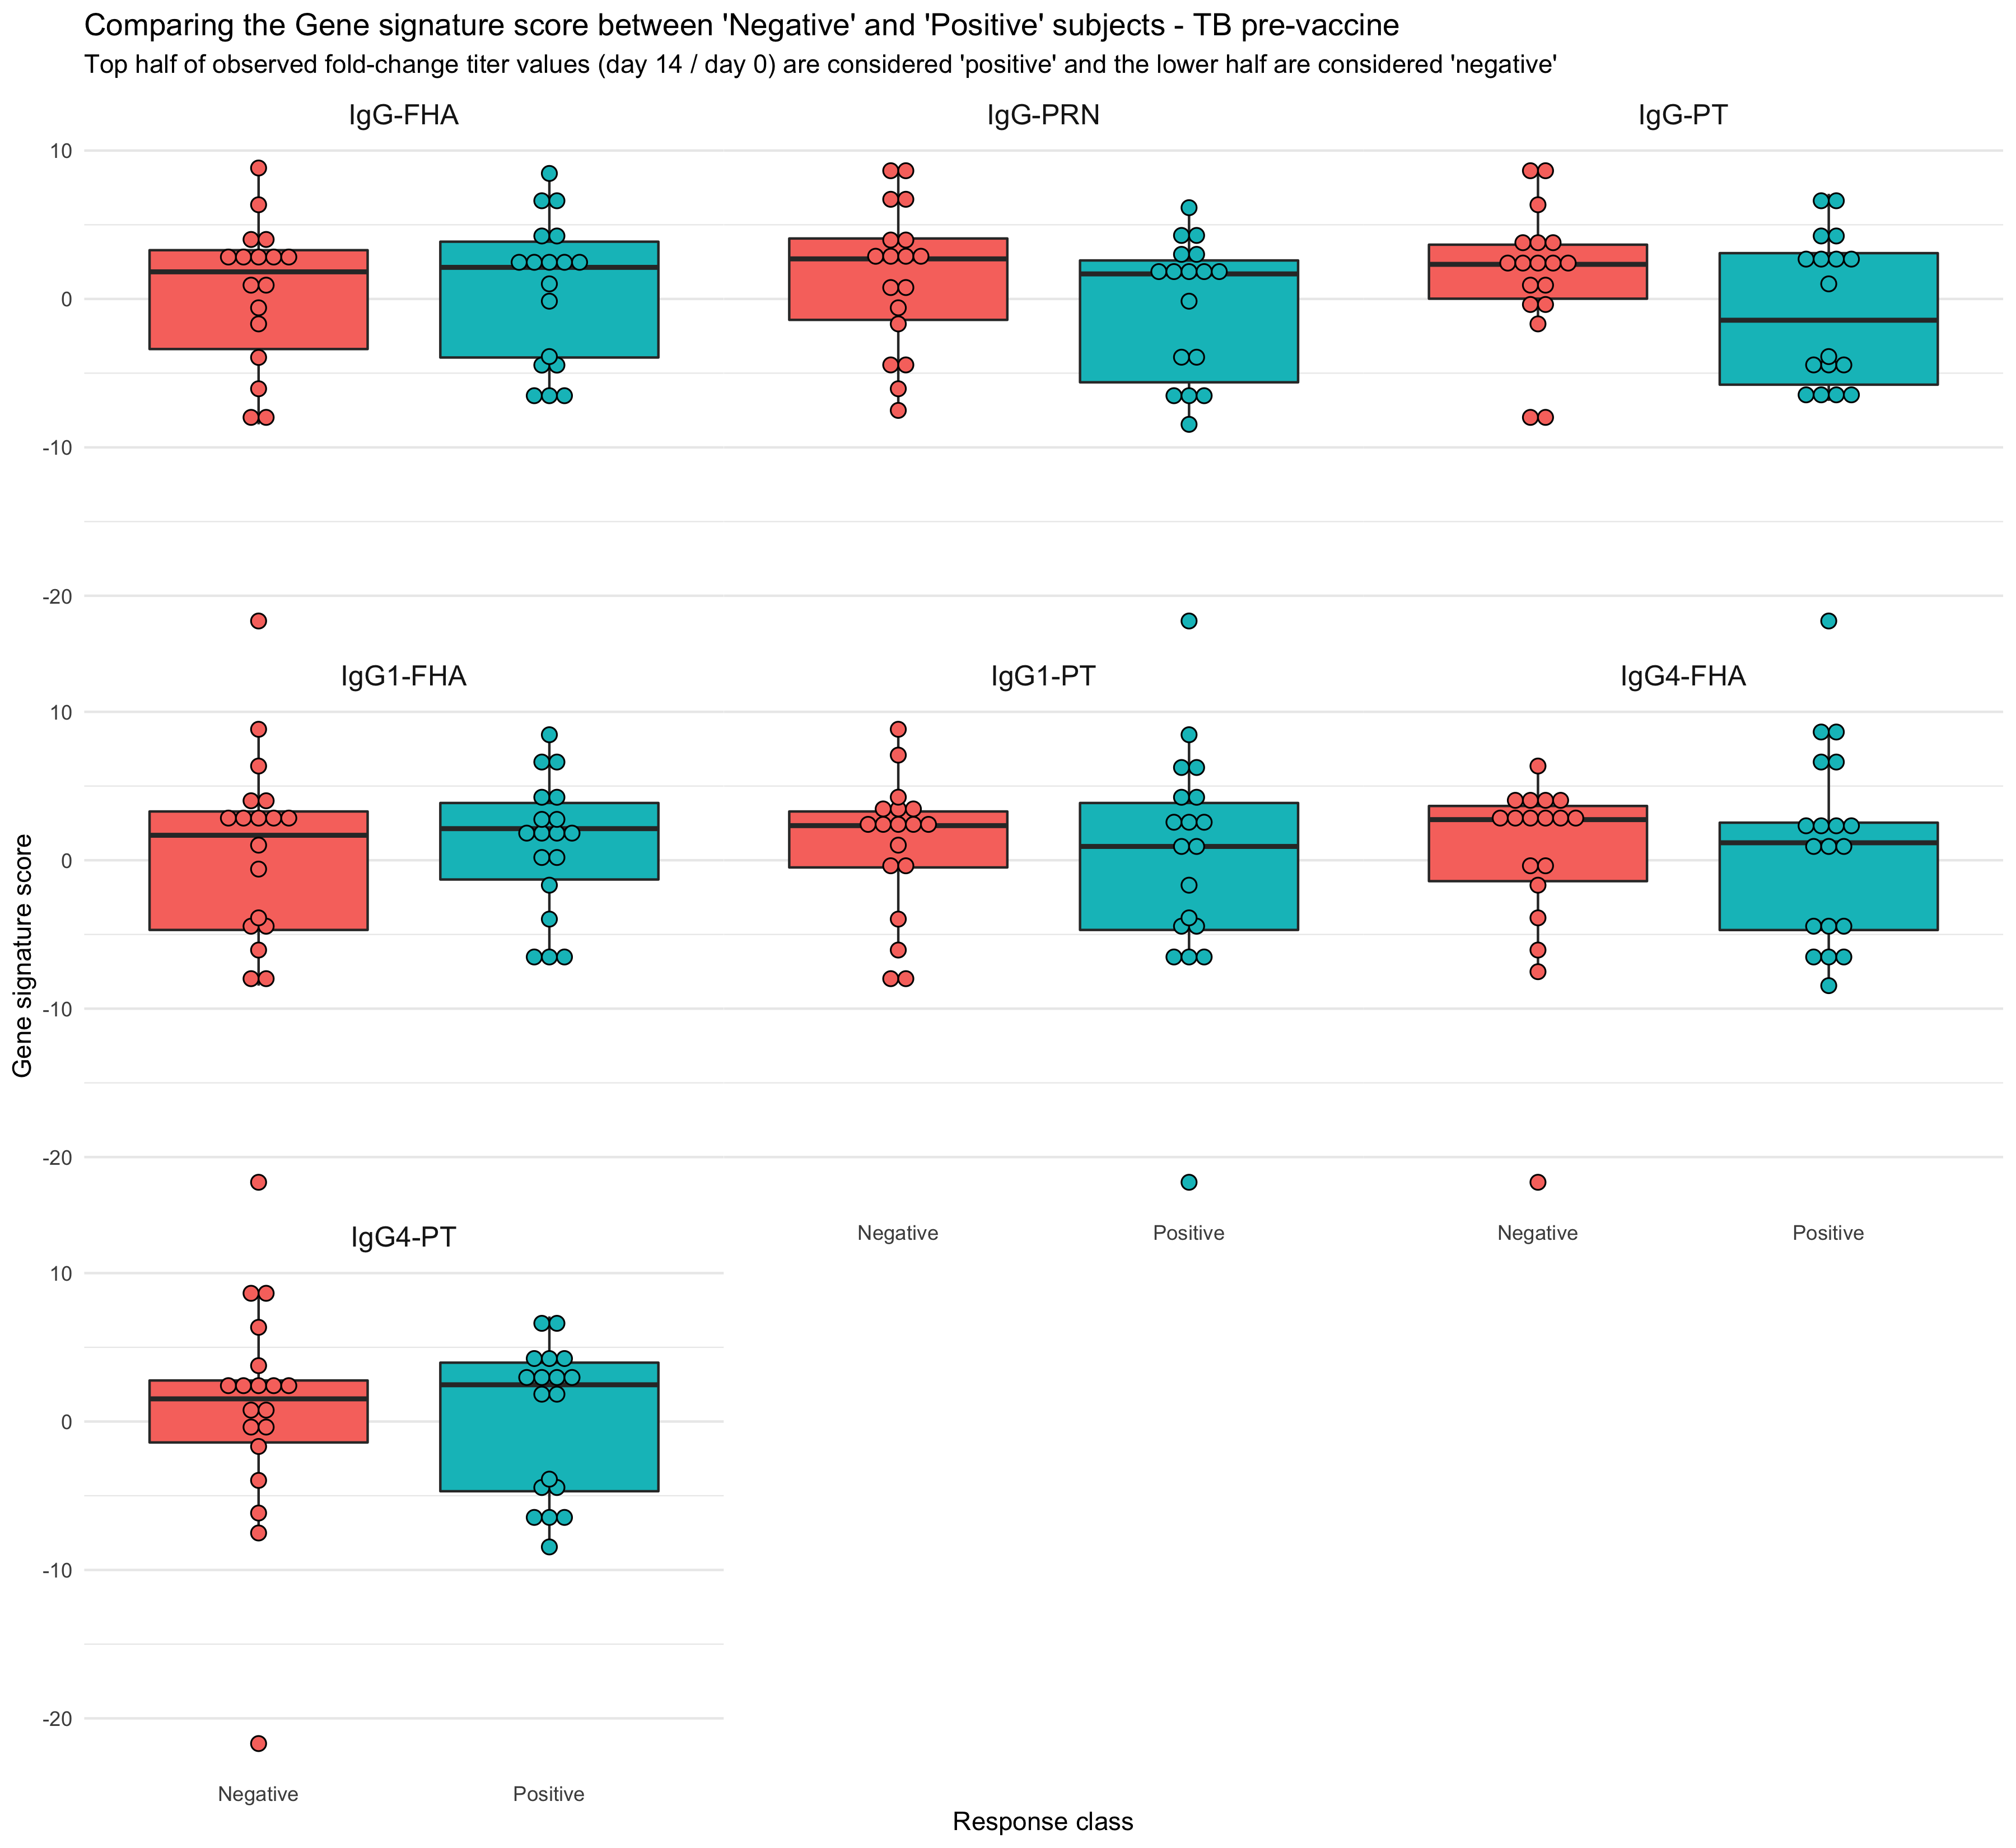 Comparing the Gene signature score between 'Negative' and 'Positive' subjects - TB pre-vaccine
Top half of observed fold-change titer values (day 14 / day 0) are considered 'positive' and the lower half are considered 'negative'
IgG-FHA IgG-PRN IgG-PT
10
0
-10
-20
IgG1-FHA IgG1-PT IgG4-FHA
10
0
-10
-20
Gene signature score
Negative Positive Negative Positive
IgG4-PT
10
0
-10
-20
Negative Positive
Response class